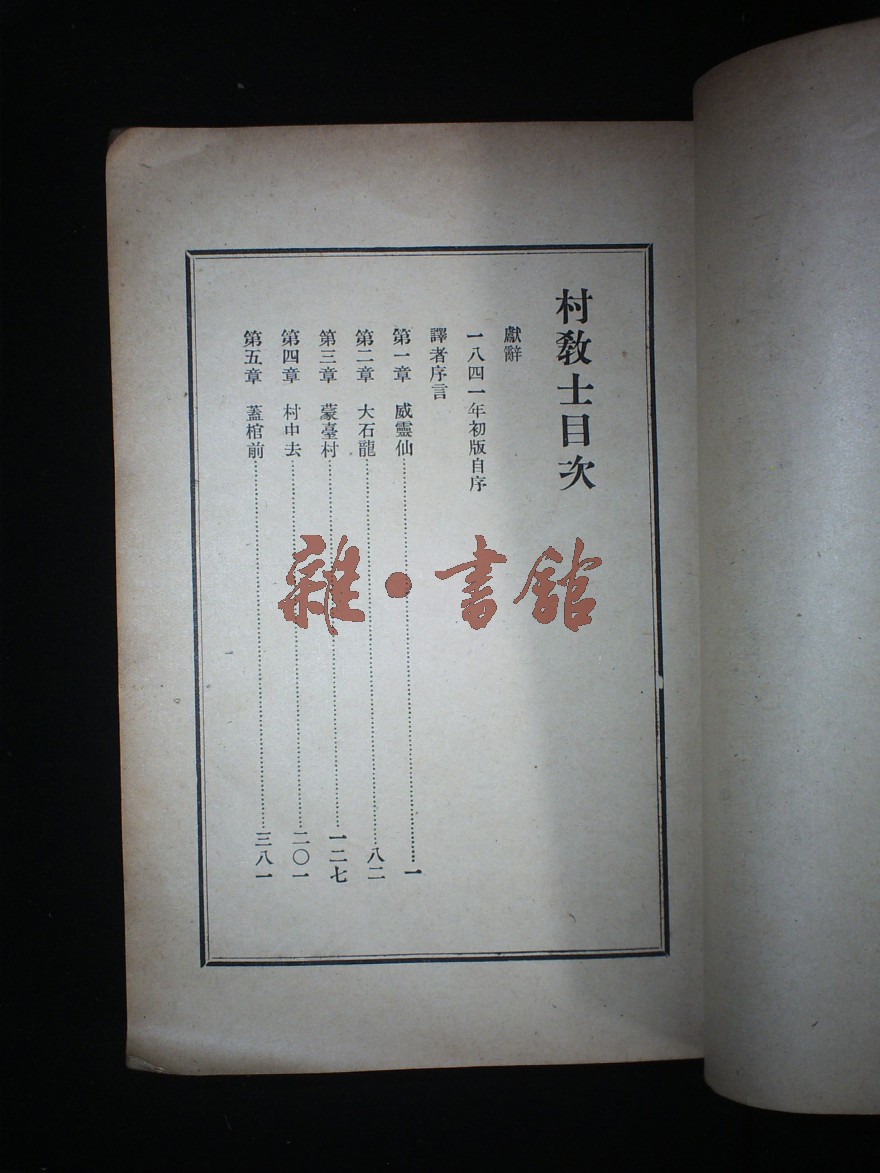 村教士目次
獻辭
一八四一年初版自序
譯者序言
第一章 威靈仙……一
第二章 大石龍……八二
第三章 蒙臺村……一二七
第四章 村中去……二〇一
第五章 蓋棺前……三八一
雜·書館